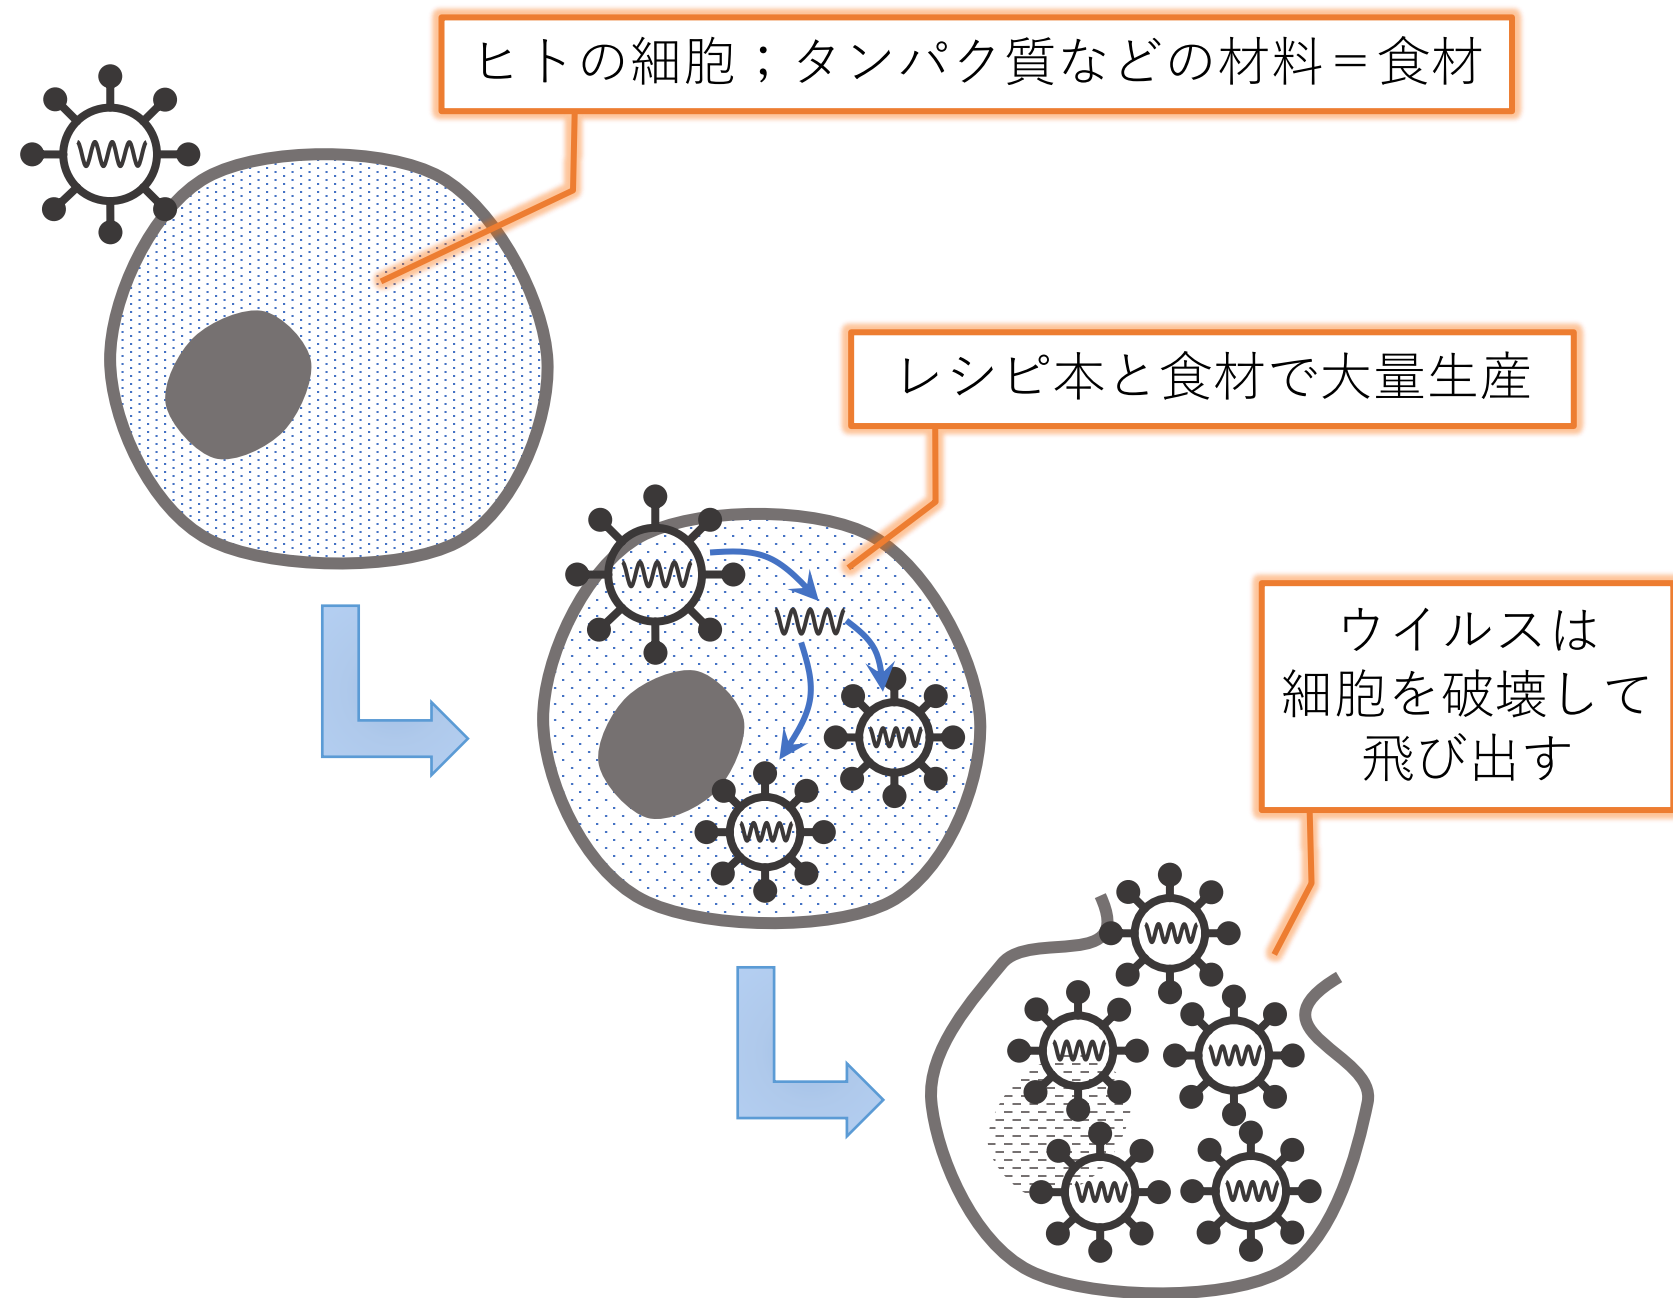 ヒトの細胞；タンパク質などの材料＝食材
レシピ本と食材で大量生産
ウイルスは
細胞を破壊して
飛び出す